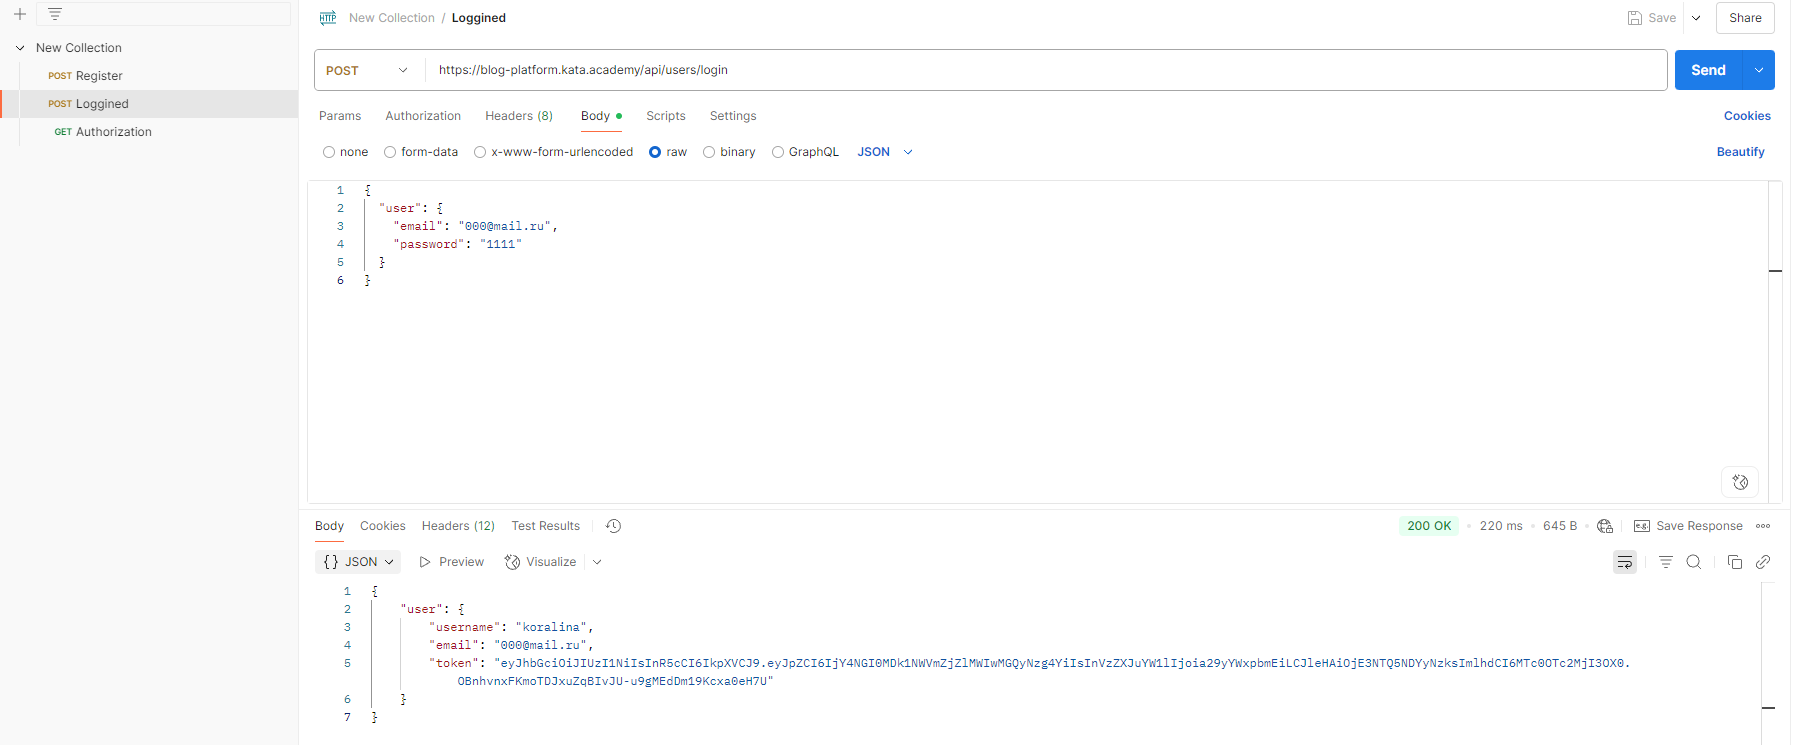 New Collection / Loggined
Save
Share
New Collection
POST Register
POST Loggined
GET Authorization
POST
https://blog-platform.kata.academy/api/users/login
Send
Params Authorization Headers (8) Body Scripts Settings Cookies
none form-data x-www-form-urlencoded raw binary GraphQL JSON Beautify
1 {
2 "user": {
3 "email": "000@mail.ru",
4 "password": "1111"
5 }
6 }
Body Cookies Headers (12) Test Results 200 OK • 220 ms • 645 B • e.g. Save Response
{} JSON Preview Visualize
1 {
2 "user": {
3 "username": "koralina",
4 "email": "000@mail.ru",
5 "token": "eyJhbGciOiJIUzI1NiIsInR5cCI6IkpXVCJ9.eyJpZCI6IjY4NGI0MDk1NWVmZjZlMWIwMGQyNzg4YiIsInVzZXJuYW1lIjoia29yYWxpbmEiLCJleHAiOjE3NTQ5NDYyNzksImlhdCI6MTc0OTc2MjI3OX0.
OBnhvnxFKmoTDJxuZqBIvJU-u9gMEdDm19Kcxa0eH7U"
6 }
7 }